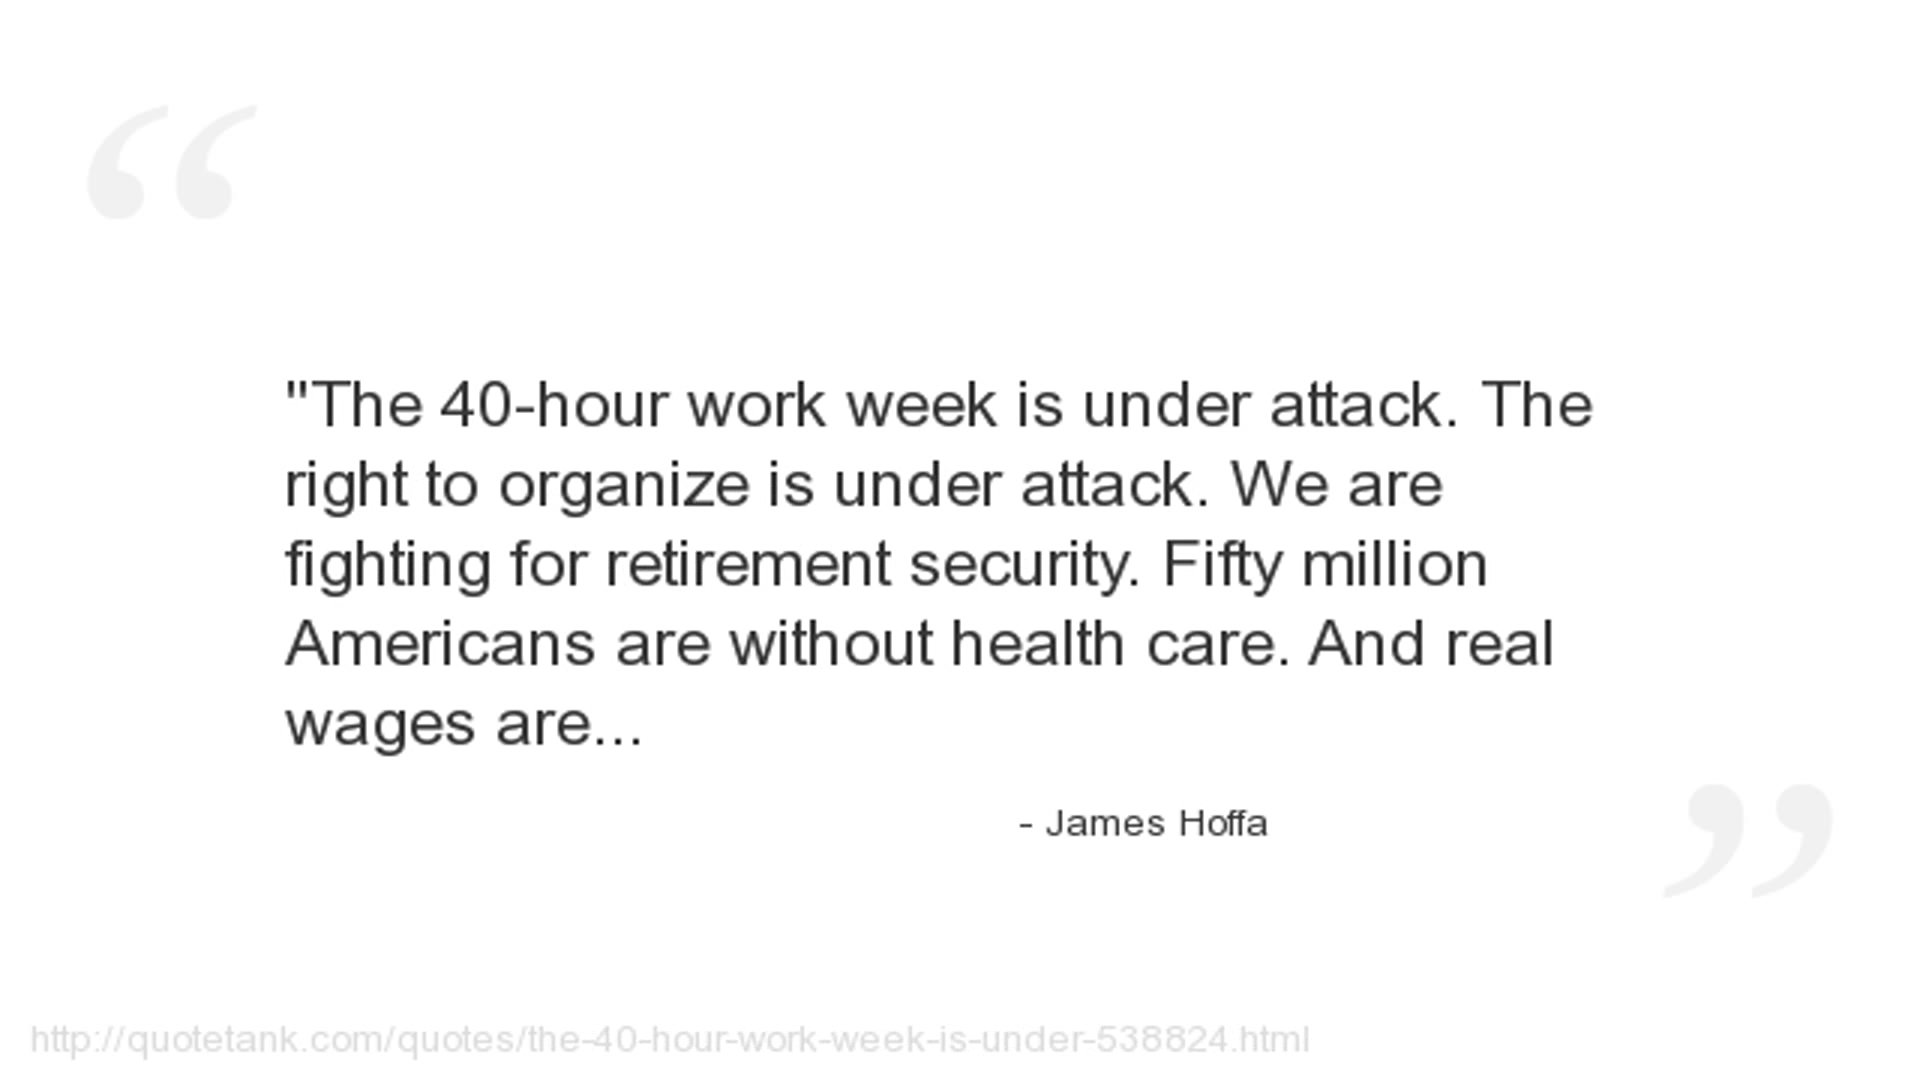 "The 40-hour work week is under attack. The
right to organize is under attack. We are
fighting for retirement security. Fifty million
Americans are without health care. And real
wages are...
- James Hoffa
http://quotetank.com/quotes/the-40-hour-work-week-is-under-538824.html